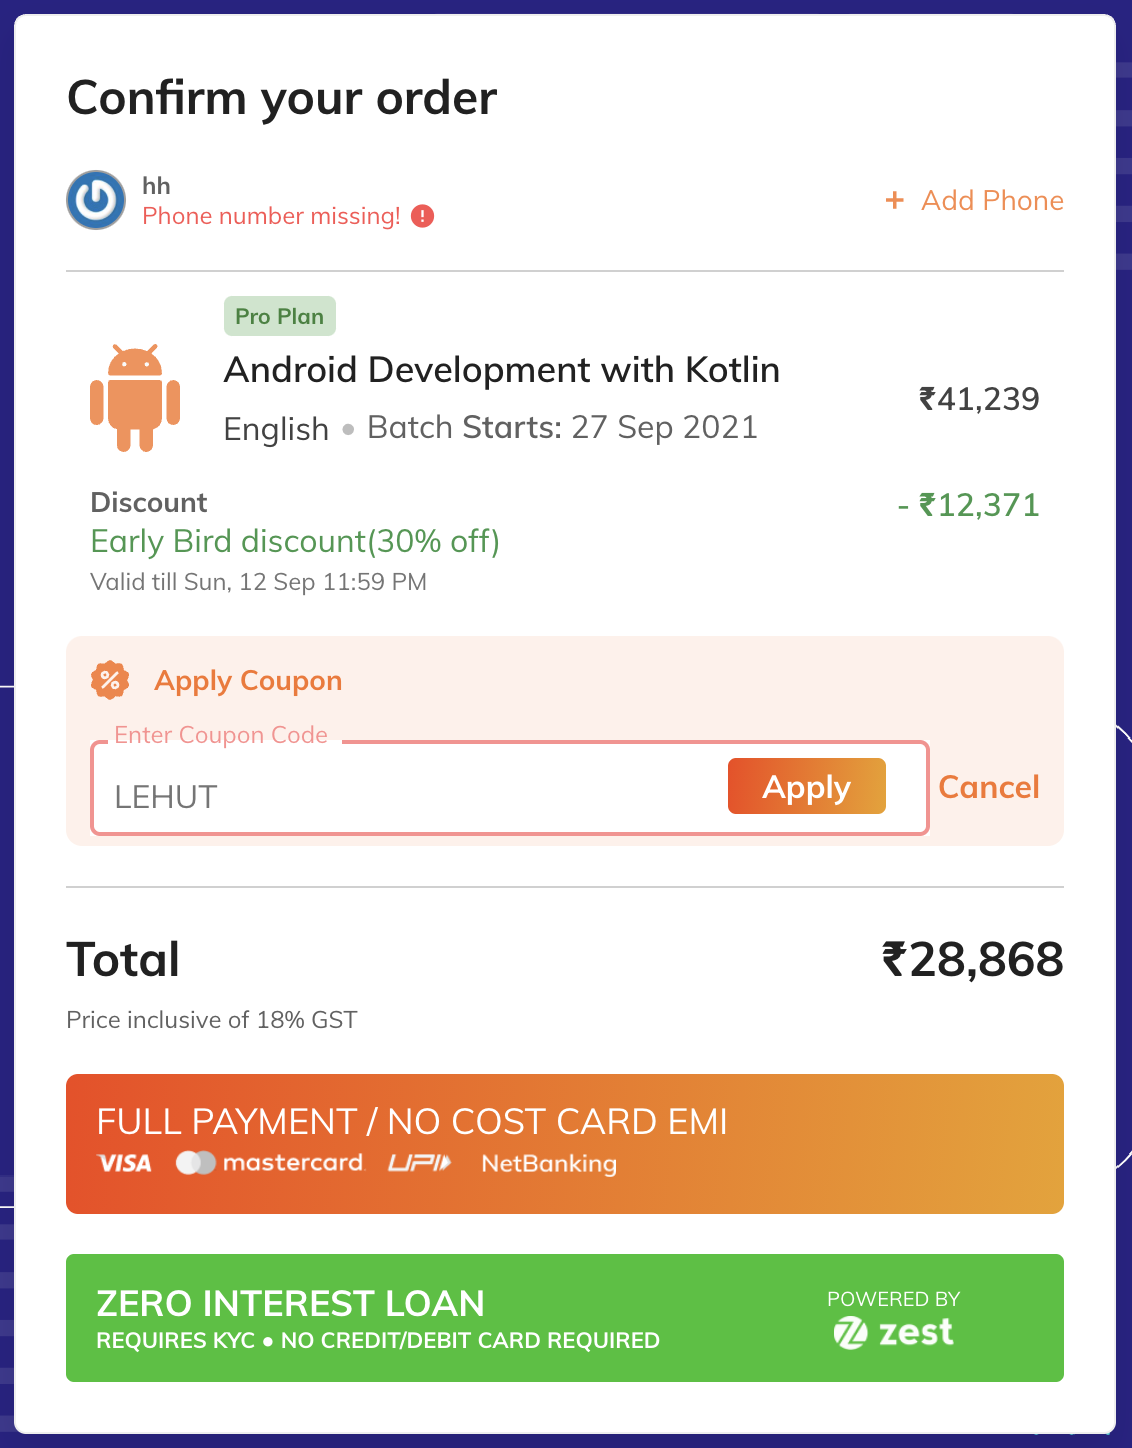 Confirm your order
hh
Phone number missing!
+ Add Phone
Pro Plan
Android Development with Kotlin
₹41,239
English • Batch Starts: 27 Sep 2021
Discount
- ₹12,371
Early Bird discount(30% off)
Valid till Sun, 12 Sep 11:59 PM
Apply Coupon
Enter Coupon Code
LEHUT
Apply
Cancel
Total
₹28,868
Price inclusive of 18% GST
FULL PAYMENT / NO COST CARD EMI
VISA mastercard UPI NetBanking
ZERO INTEREST LOAN
REQUIRES KYC • NO CREDIT/DEBIT CARD REQUIRED
POWERED BY
zest